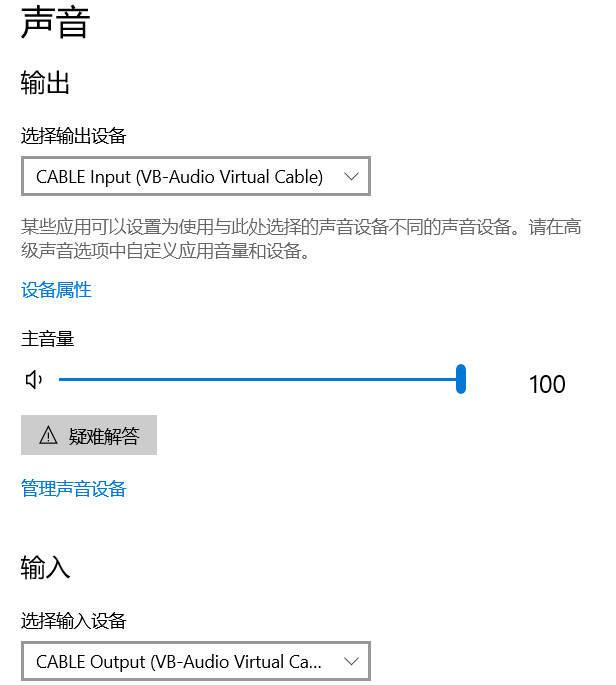 声音
输出
选择输出设备
CABLE Input (VB-Audio Virtual Cable)
某些应用可以设置为使用与此处选择的声音设备不同的声音设备。请在高
级声音选项中自定义应用音量和设备。
设备属性
主音量
100
疑难解答
管理声音设备
输入
选择输入设备
CABLE Output (VB-Audio Virtual Ca...